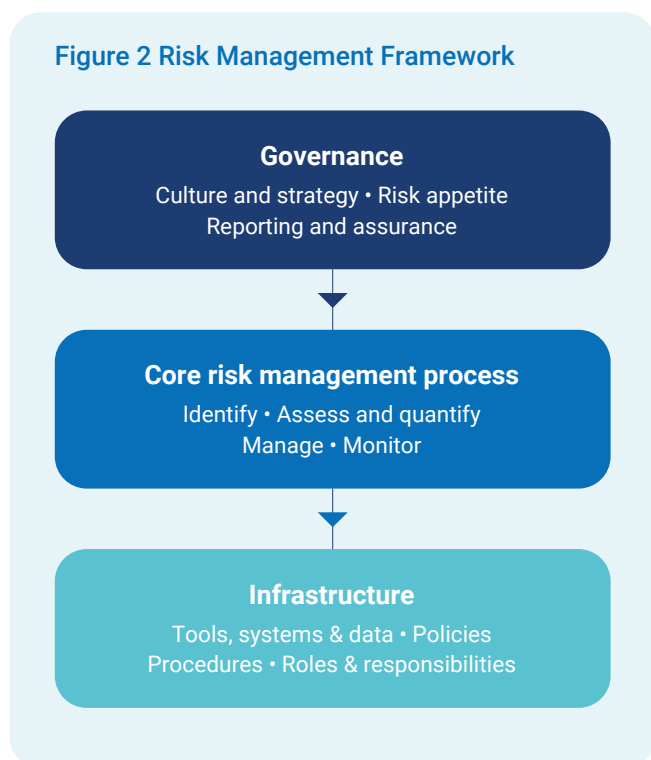 Figure 2 Risk Management Framework
Governance
Culture and strategy • Risk appetite
Reporting and assurance
Core risk management process
Identify • Assess and quantify
Manage • Monitor
Infrastructure
Tools, systems & data • Policies
Procedures • Roles & responsibilities